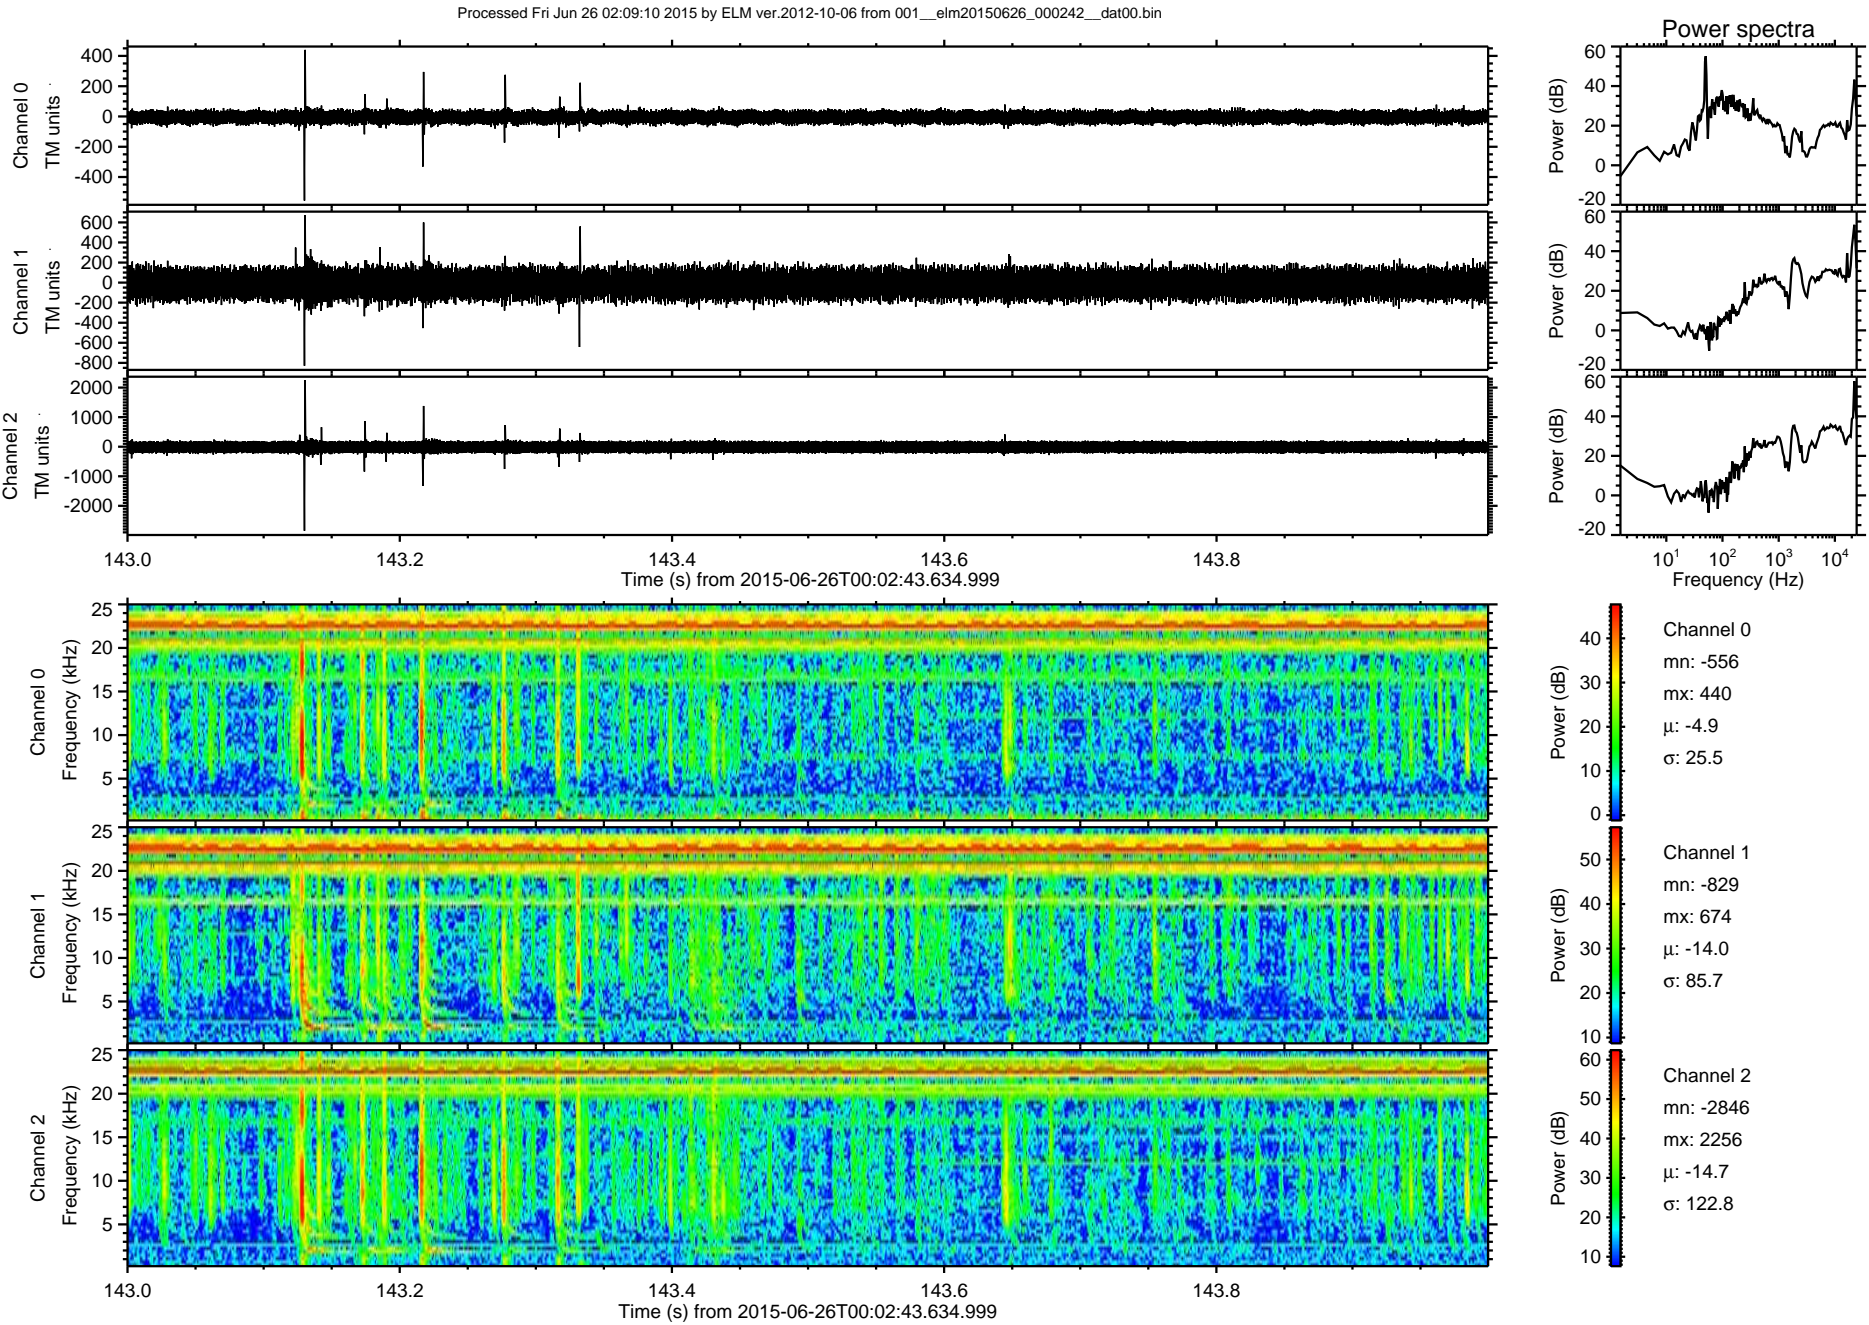 Processed Fri Jun 26 02:09:10 2015 by ELM ver.2012-10-06 from 001__elm20150626_000242__dat00.bin
Power spectra
Channel 0
TM units
400
200
0
-200
-400
Power (dB)
60
40
20
0
-20
Channel 1
TM units
600
400
200
0
-200
-400
-600
-800
Power (dB)
60
40
20
0
-20
Channel 2
TM units
2000
1000
0
-1000
-2000
Power (dB)
60
40
20
0
-20
143.0 143.2 143.4 143.6 143.8
Time (s) from 2015-06-26T00:02:43.634.999
10¹ 10² 10³ 10⁴
Frequency (Hz)
Channel 0
Frequency (kHz)
25
20
15
10
5
Power (dB)
40
30
20
10
0
Channel 0
mn: -556
mx: 440
μ: -4.9
σ: 25.5
Channel 1
Frequency (kHz)
25
20
15
10
5
Power (dB)
50
40
30
20
10
Channel 1
mn: -829
mx: 674
μ: -14.0
σ: 85.7
Channel 2
Frequency (kHz)
25
20
15
10
5
Power (dB)
60
50
40
30
20
10
Channel 2
mn: -2846
mx: 2256
μ: -14.7
σ: 122.8
143.0 143.2 143.4 143.6 143.8
Time (s) from 2015-06-26T00:02:43.634.999